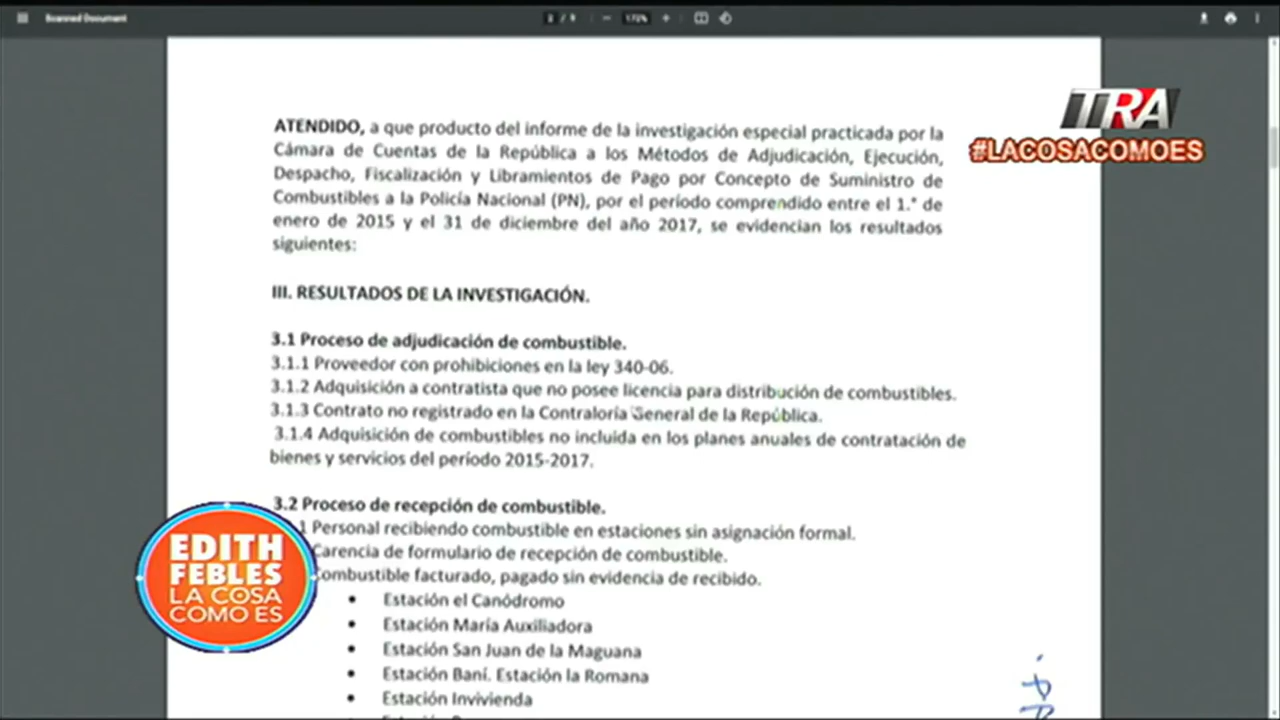 Scanned Document
2 / 8
175%
TRA
#LACOSACOMOES
ATENDIDO, a que producto del informe de la investigación especial practicada por la
Cámara de Cuentas de la República a los Métodos de Adjudicación, Ejecución,
Despacho, Fiscalización y Libramientos de Pago por Concepto de Suministro de
Combustibles a la Policía Nacional (PN), por el período comprendido entre el 1.° de
enero de 2015 y el 31 de diciembre del año 2017, se evidencian los resultados
siguientes:
III. RESULTADOS DE LA INVESTIGACIÓN.
3.1 Proceso de adjudicación de combustible.
3.1.1 Proveedor con prohibiciones en la ley 340-06.
3.1.2 Adquisición a contratista que no posee licencia para distribución de combustibles.
3.1.3 Contrato no registrado en la Contraloría General de la República.
3.1.4 Adquisición de combustibles no incluida en los planes anuales de contratación de
bienes y servicios del período 2015-2017.
3.2 Proceso de recepción de combustible.
1 Personal recibiendo combustible en estaciones sin asignación formal.
Carencia de formulario de recepción de combustible.
Combustible facturado, pagado sin evidencia de recibido.
• Estación el Canódromo
• Estación María Auxiliadora
• Estación San Juan de la Maguana
• Estación Baní. Estación la Romana
• Estación Invivienda
EDITH
FEBLES
LA COSA
COMO ES